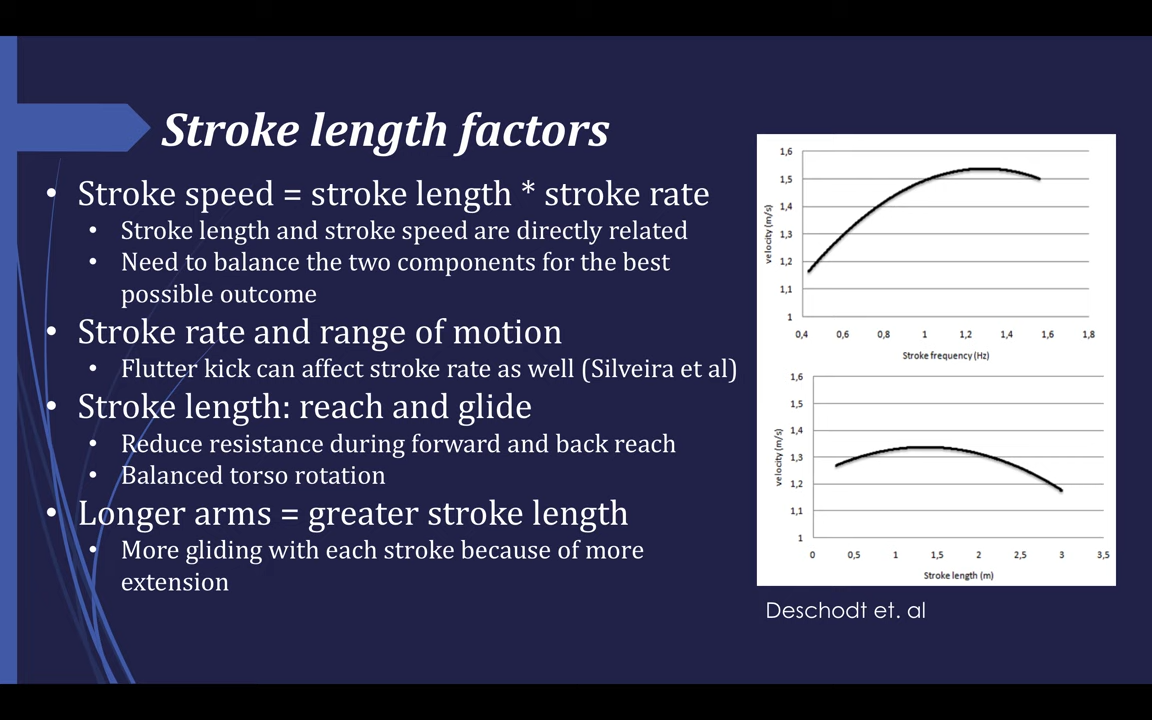 Stroke length factors
• Stroke speed = stroke length * stroke rate
• Stroke length and stroke speed are directly related
• Need to balance the two components for the best
possible outcome
• Stroke rate and range of motion
• Flutter kick can affect stroke rate as well (Silveira et al)
• Stroke length: reach and glide
• Reduce resistance during forward and back reach
• Balanced torso rotation
• Longer arms = greater stroke length
• More gliding with each stroke because of more
extension
velocity (m/s)
1,6
1,5
1,4
1,3
1,2
1,1
1
0,4 0,6 0,8 1 1,2 1,4 1,6 1,8
Stroke frequency (Hz)
velocity (m/s)
1,6
1,5
1,4
1,3
1,2
1,1
1
0 0,5 1 1,5 2 2,5 3 3,5
Stroke length (m)
Deschodt et. al